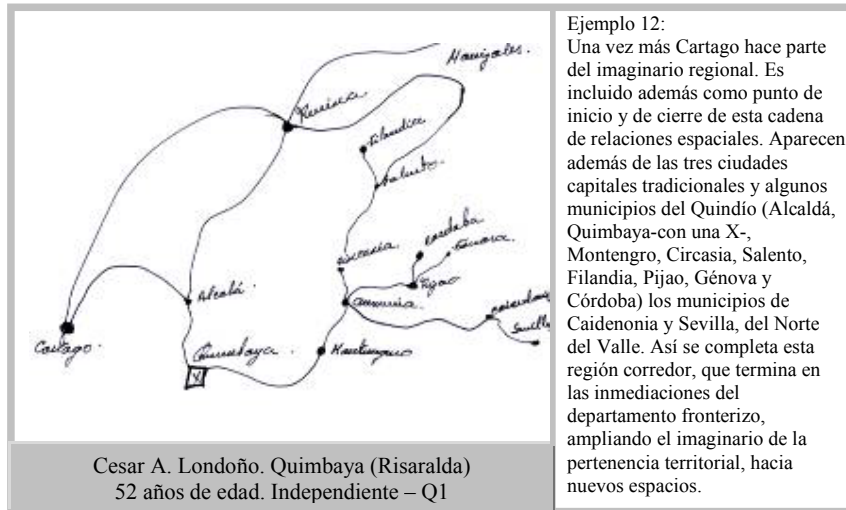 Manizales.
Pereira
Filandia
Salento
Cordoba
Genova.
Circasia.
Pijao
Alcalá.
Armenia
Caicedonia
Sevilla
Cartago.
Quimbaya.
Montenegro
X
Cesar A. Londoño. Quimbaya (Risaralda)
52 años de edad. Independiente – Q1
Ejemplo 12:
Una vez más Cartago hace parte
del imaginario regional. Es
incluido además como punto de
inicio y de cierre de esta cadena
de relaciones espaciales. Aparecen
además de las tres ciudades
capitales tradicionales y algunos
municipios del Quindío (Alcaldá,
Quimbaya-con una X-,
Montengro, Circasia, Salento,
Filandia, Pijao, Génova y
Córdoba) los municipios de
Caidenonia y Sevilla, del Norte
del Valle. Así se completa esta
región corredor, que termina en
las inmediaciones del
departamento fronterizo,
ampliando el imaginario de la
pertenencia territorial, hacia
nuevos espacios.